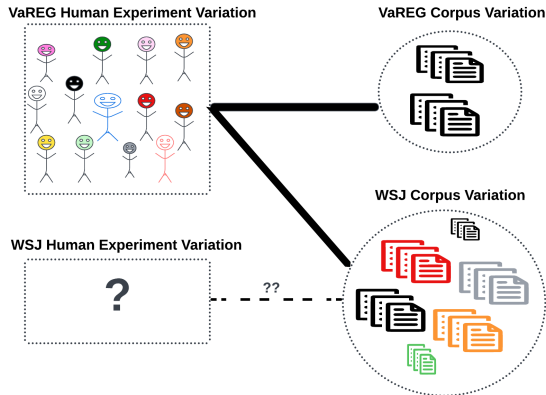 VaREG Human Experiment Variation
VaREG Corpus Variation
WSJ Corpus Variation
WSJ Human Experiment Variation
?
??